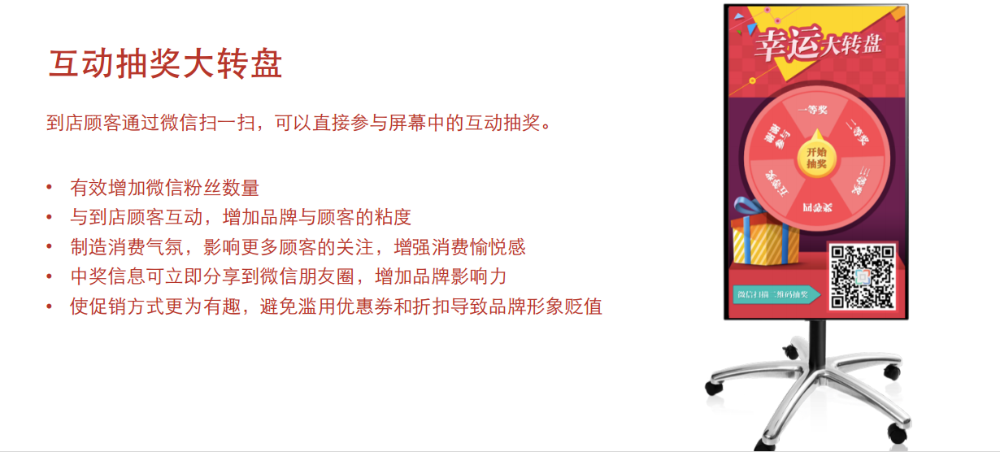 互动抽奖大转盘
到店顾客通过微信扫一扫，可以直接参与屏幕中的互动抽奖。
• 有效增加微信粉丝数量
• 与到店顾客互动，增加品牌与顾客的粘度
• 制造消费气氛，影响更多顾客的关注，增强消费愉悦感
• 中奖信息可立即分享到微信朋友圈，增加品牌影响力
• 使促销方式更为有趣，避免滥用优惠券和折扣导致品牌形象贬值
幸运大转盘
一等奖
二等奖
三等奖
四等奖
五等奖
谢谢
参与
开始
抽奖
微信扫描二维码抽奖